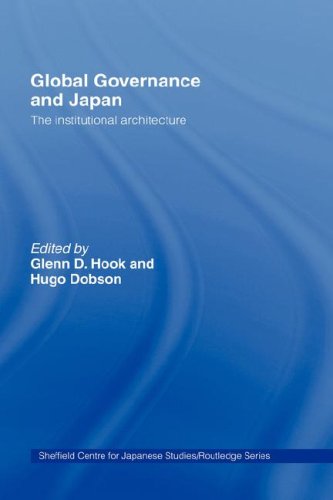 Global Governance
and Japan
The institutional architecture
Edited by
Glenn D. Hook and
Hugo Dobson
Sheffield Centre for Japanese Studies/Routledge Series